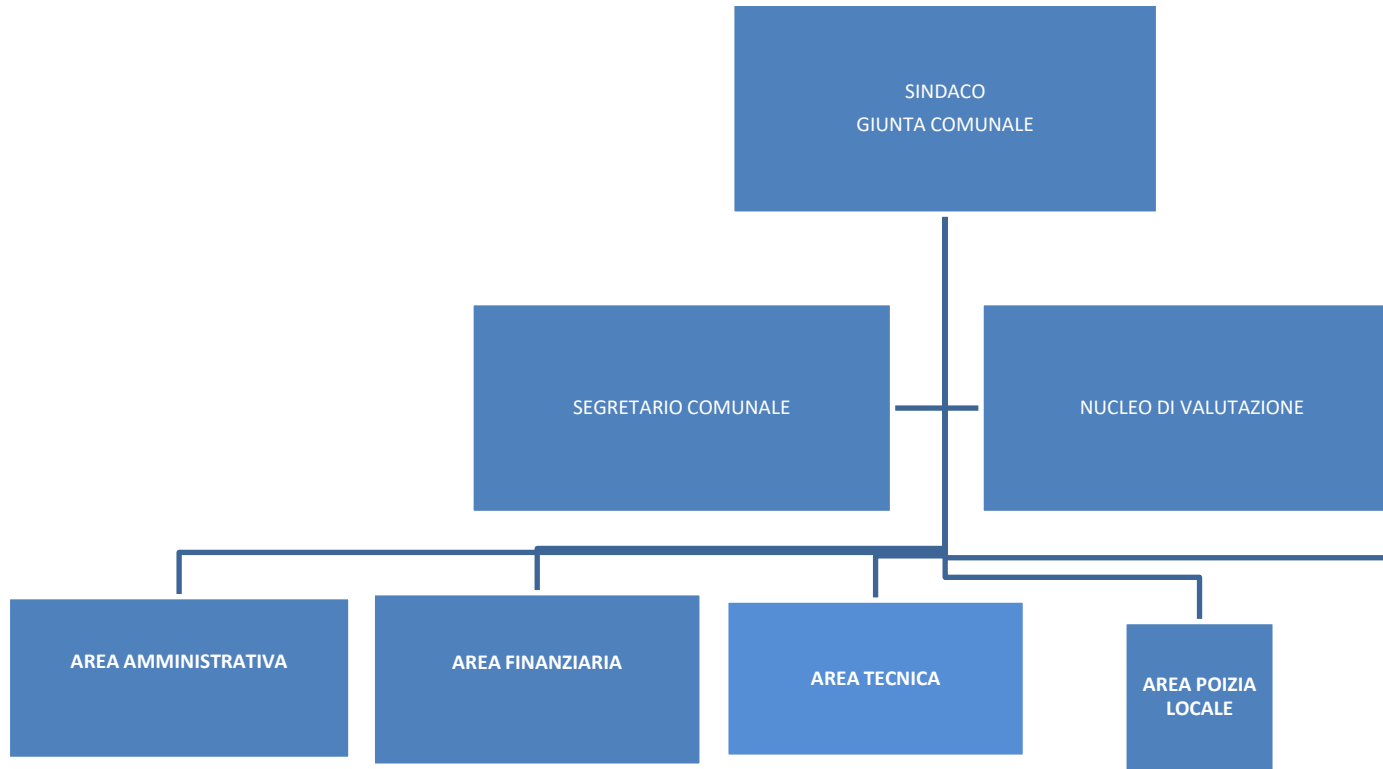 SINDACO
GIUNTA COMUNALE
SEGRETARIO COMUNALE
NUCLEO DI VALUTAZIONE
AREA AMMINISTRATIVA
AREA FINANZIARIA
AREA TECNICA
AREA POIZIA
LOCALE